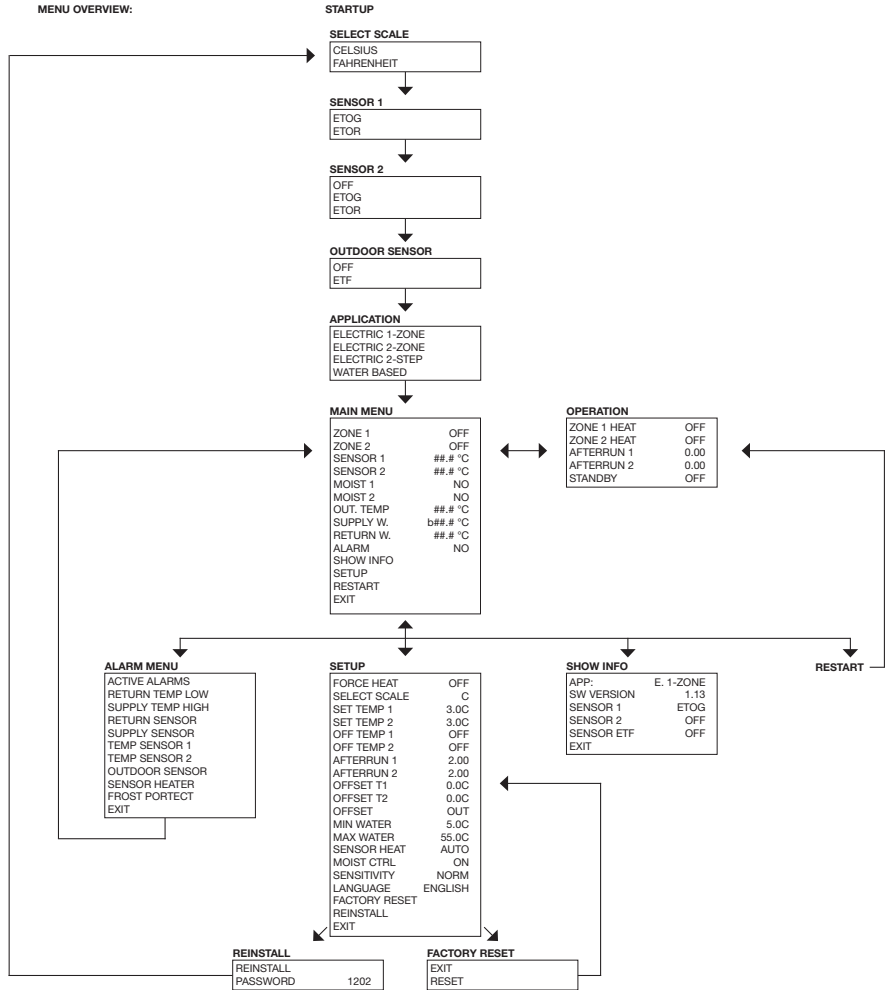 MENU OVERVIEW:
STARTUP
SELECT SCALE
CELSIUS
FAHRENHEIT
SENSOR 1
ETOG
ETOR
SENSOR 2
OFF
ETOG
ETOR
OUTDOOR SENSOR
OFF
ETF
APPLICATION
ELECTRIC 1-ZONE
ELECTRIC 2-ZONE
ELECTRIC 2-STEP
WATER BASED
MAIN MENU
ZONE 1 OFF
ZONE 2 OFF
SENSOR 1 ##.# °C
SENSOR 2 ##.# °C
MOIST 1 NO
MOIST 2 NO
OUT. TEMP ##.# °C
SUPPLY W. b##.# °C
RETURN W. ##.# °C
ALARM NO
SHOW INFO
SETUP
RESTART
EXIT
OPERATION
ZONE 1 HEAT OFF
ZONE 2 HEAT OFF
AFTERRUN 1 0.00
AFTERRUN 2 0.00
STANDBY OFF
ALARM MENU
ACTIVE ALARMS
RETURN TEMP LOW
SUPPLY TEMP HIGH
RETURN SENSOR
SUPPLY SENSOR
TEMP SENSOR 1
TEMP SENSOR 2
OUTDOOR SENSOR
SENSOR HEATER
FROST PORTECT
EXIT
SETUP
FORCE HEAT OFF
SELECT SCALE C
SET TEMP 1 3.0C
SET TEMP 2 3.0C
OFF TEMP 1 OFF
OFF TEMP 2 OFF
AFTERRUN 1 2.00
AFTERRUN 2 2.00
OFFSET T1 0.0C
OFFSET T2 0.0C
OFFSET OUT
MIN WATER 5.0C
MAX WATER 55.0C
SENSOR HEAT AUTO
MOIST CTRL ON
SENSITIVITY NORM
LANGUAGE ENGLISH
FACTORY RESET
REINSTALL
EXIT
SHOW INFO
APP: E. 1-ZONE
SW VERSION 1.13
SENSOR 1 ETOG
SENSOR 2 OFF
SENSOR ETF OFF
EXIT
RESTART
REINSTALL
REINSTALL
PASSWORD 1202
FACTORY RESET
EXIT
RESET